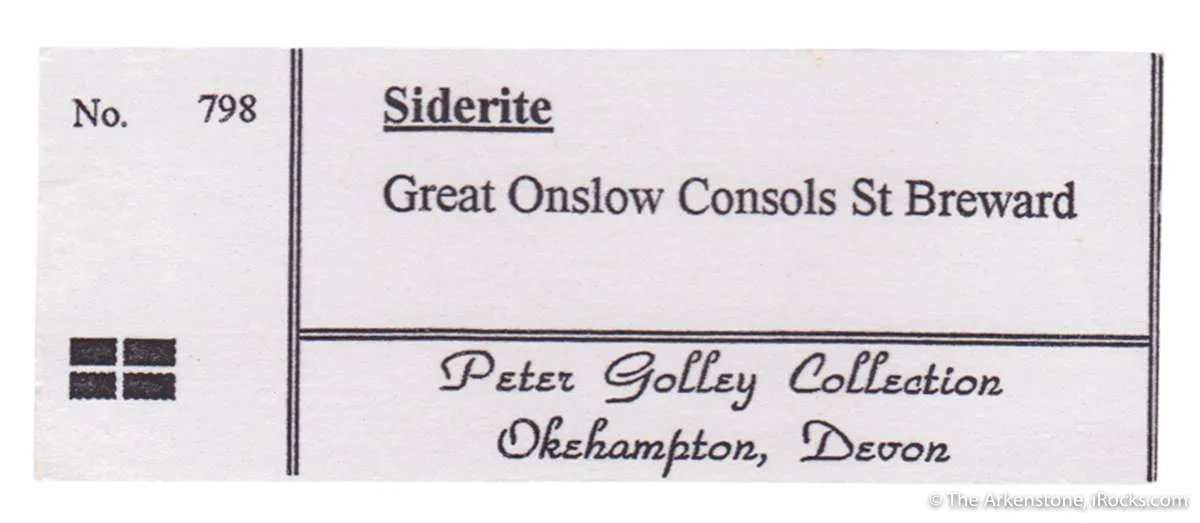 No. 798
Siderite
Great Onslow Consols St Breward
Peter Golley Collection
Okehampton, Devon
© The Arkenstone, iRocks.com